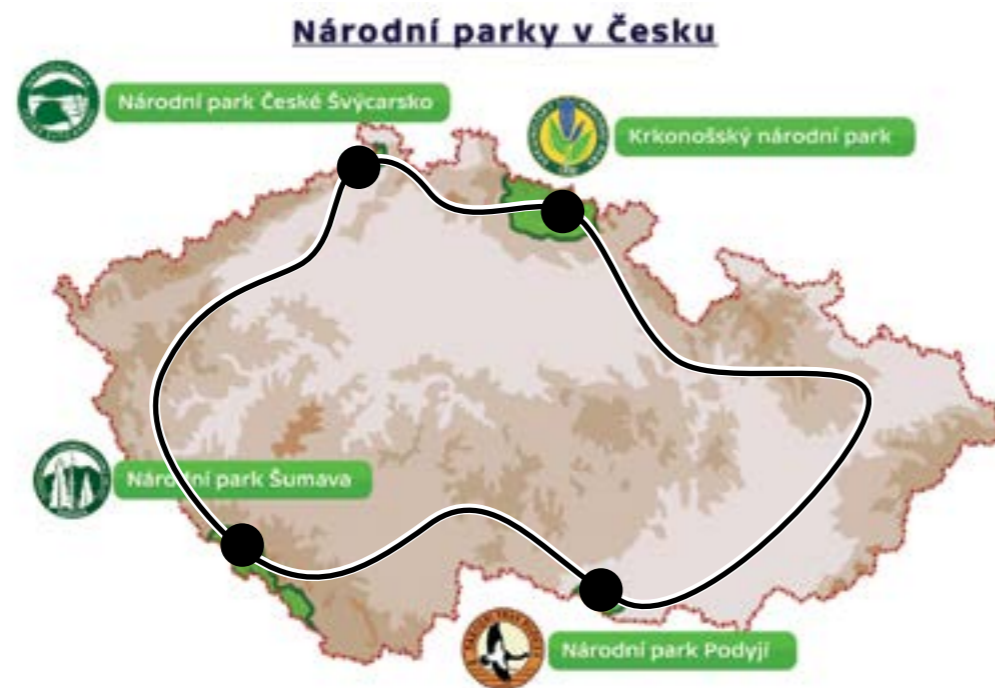 Národní parky v Česku
Národní park České Švýcarsko
Krkonošský národní park
Národní park Šumava
Národní park Podyjí